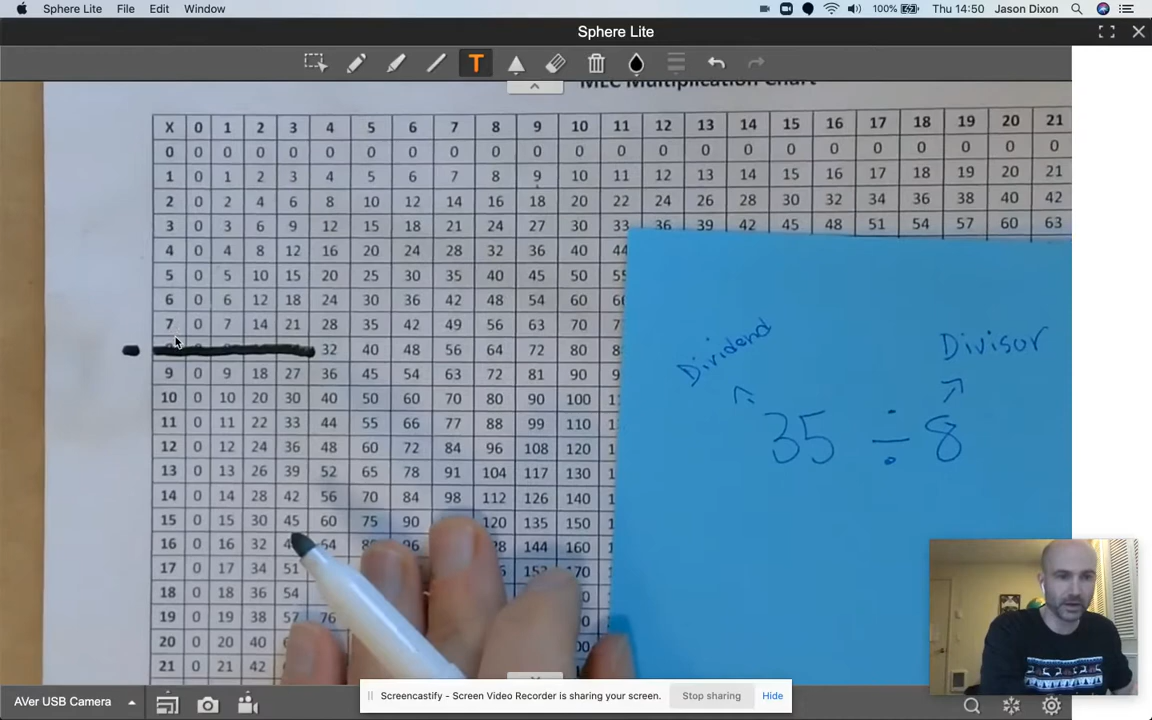 Sphere Lite File Edit Window 100% Thu 14:50 Jason Dixon
Sphere Lite
T
MLC Multiplication Chart
X 0 1 2 3 4 5 6 7 8 9 10 11 12 13 14 15 16 17 18 19 20 21
0 0 0 0 0 0 0 0 0 0 0 0 0 0 0 0 0 0 0 0 0 0 0
1 0 1 2 3 4 5 6 7 8 9 10 11 12 13 14 15 16 17 18 19 20 21
2 0 2 4 6 8 10 12 14 16 18 20 22 24 26 28 30 32 34 36 38 40 42
3 0 3 6 9 12 15 18 21 24 27 30 33 36 39 42 45 48 51 54 57 60 63
4 0 4 8 12 16 20 24 28 32 36 40 44
5 0 5 10 15 20 25 30 35 40 45 50
6 0 6 12 18 24 30 36 42 48 54 60
7 0 7 14 21 28 35 42 49 56 63 70
32 40 48 56 64 72 80
9 0 9 18 27 36 45 54 63 72 81 90
10 0 10 20 30 40 50 60 70 80 90 100
11 0 11 22 33 44 55 66 77 88 99 110
12 0 12 24 36 48 60 72 84 96 108 120
13 0 13 26 39 52 65 78 91 104 117 130
14 0 14 28 42 56 70 84 98 112 126 140
15 0 15 30 45 60 75 90 120 135 150
16 0 16 32 96 144 160
17 0 17 34 51 170
18 0 18 36 54
19 0 19 38 57 76
20 0 20 40
21 0 21 42
Dividend
Divisor
35 ÷ 8
Screencastify - Screen Video Recorder is sharing your screen. Stop sharing Hide
AVer USB Camera